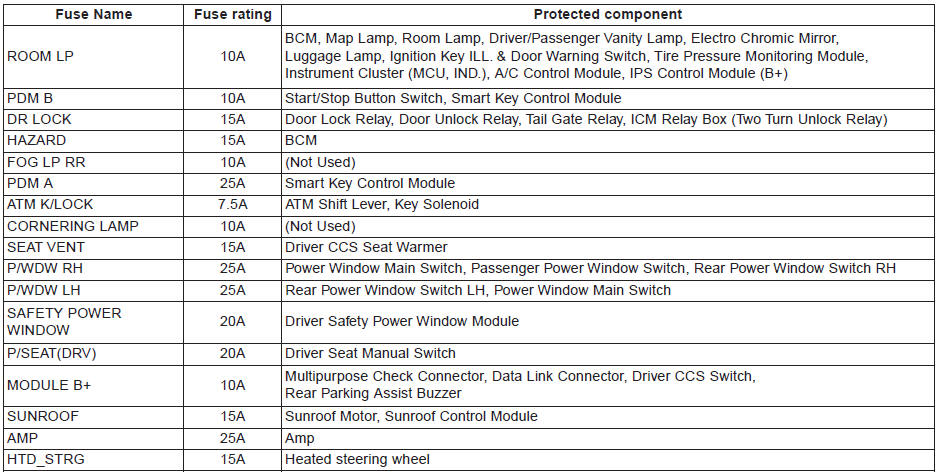 Fuse Name Fuse rating Protected component
ROOM LP 10A BCM, Map Lamp, Room Lamp, Driver/Passenger Vanity Lamp, Electro Chromic Mirror,
Luggage Lamp, Ignition Key ILL. & Door Warning Switch, Tire Pressure Monitoring Module,
Instrument Cluster (MCU, IND.), A/C Control Module, IPS Control Module (B+)
PDM B 10A Start/Stop Button Switch, Smart Key Control Module
DR LOCK 15A Door Lock Relay, Door Unlock Relay, Tail Gate Relay, ICM Relay Box (Two Turn Unlock Relay)
HAZARD 15A BCM
FOG LP RR 10A (Not Used)
PDM A 25A Smart Key Control Module
ATM K/LOCK 7.5A ATM Shift Lever, Key Solenoid
CORNERING LAMP 10A (Not Used)
SEAT VENT 15A Driver CCS Seat Warmer
P/WDW RH 25A Power Window Main Switch, Passenger Power Window Switch, Rear Power Window Switch RH
P/WDW LH 25A Rear Power Window Switch LH, Power Window Main Switch
SAFETY POWER
WINDOW 20A Driver Safety Power Window Module
P/SEAT(DRV) 20A Driver Seat Manual Switch
MODULE B+ 10A Multipurpose Check Connector, Data Link Connector, Driver CCS Switch,
Rear Parking Assist Buzzer
SUNROOF 15A Sunroof Motor, Sunroof Control Module
AMP 25A Amp
HTD_STRG 15A Heated steering wheel